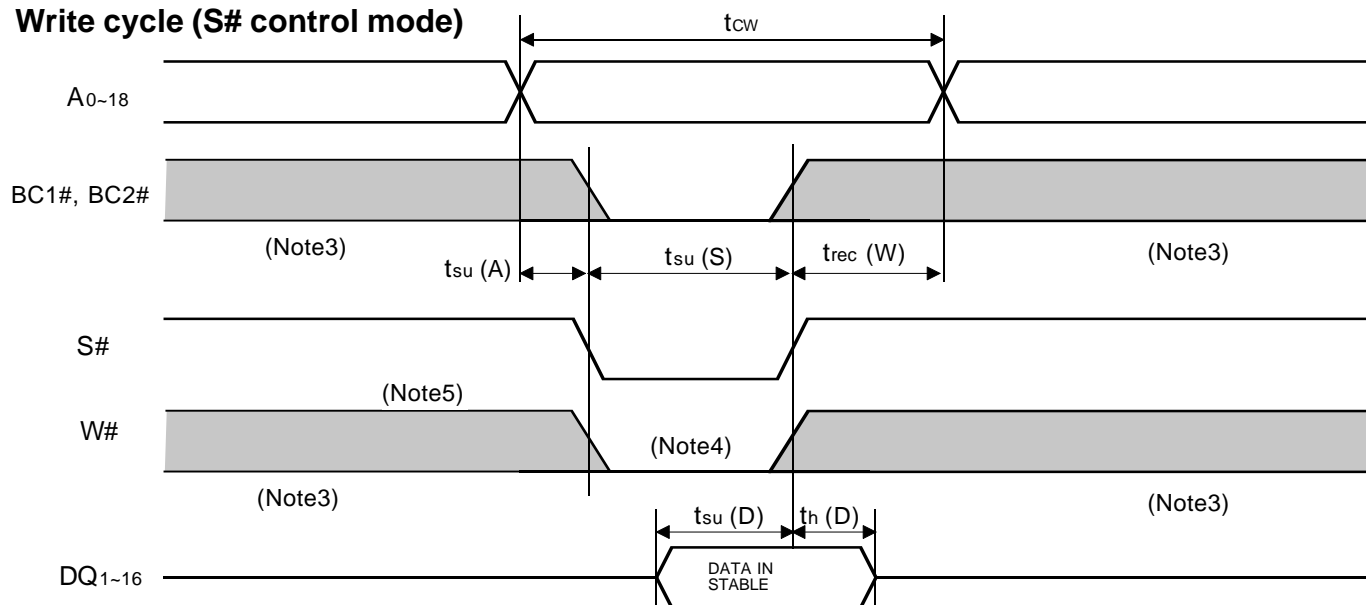 Write cycle (S# control mode)
tCW
A0~18
BC1#, BC2#
(Note3)
tsu (A)
tsu (S)
trec (W)
(Note3)
S#
(Note5)
W#
(Note4)
(Note3)
(Note3)
tsu (D)
th (D)
DQ1~16
DATA IN
STABLE